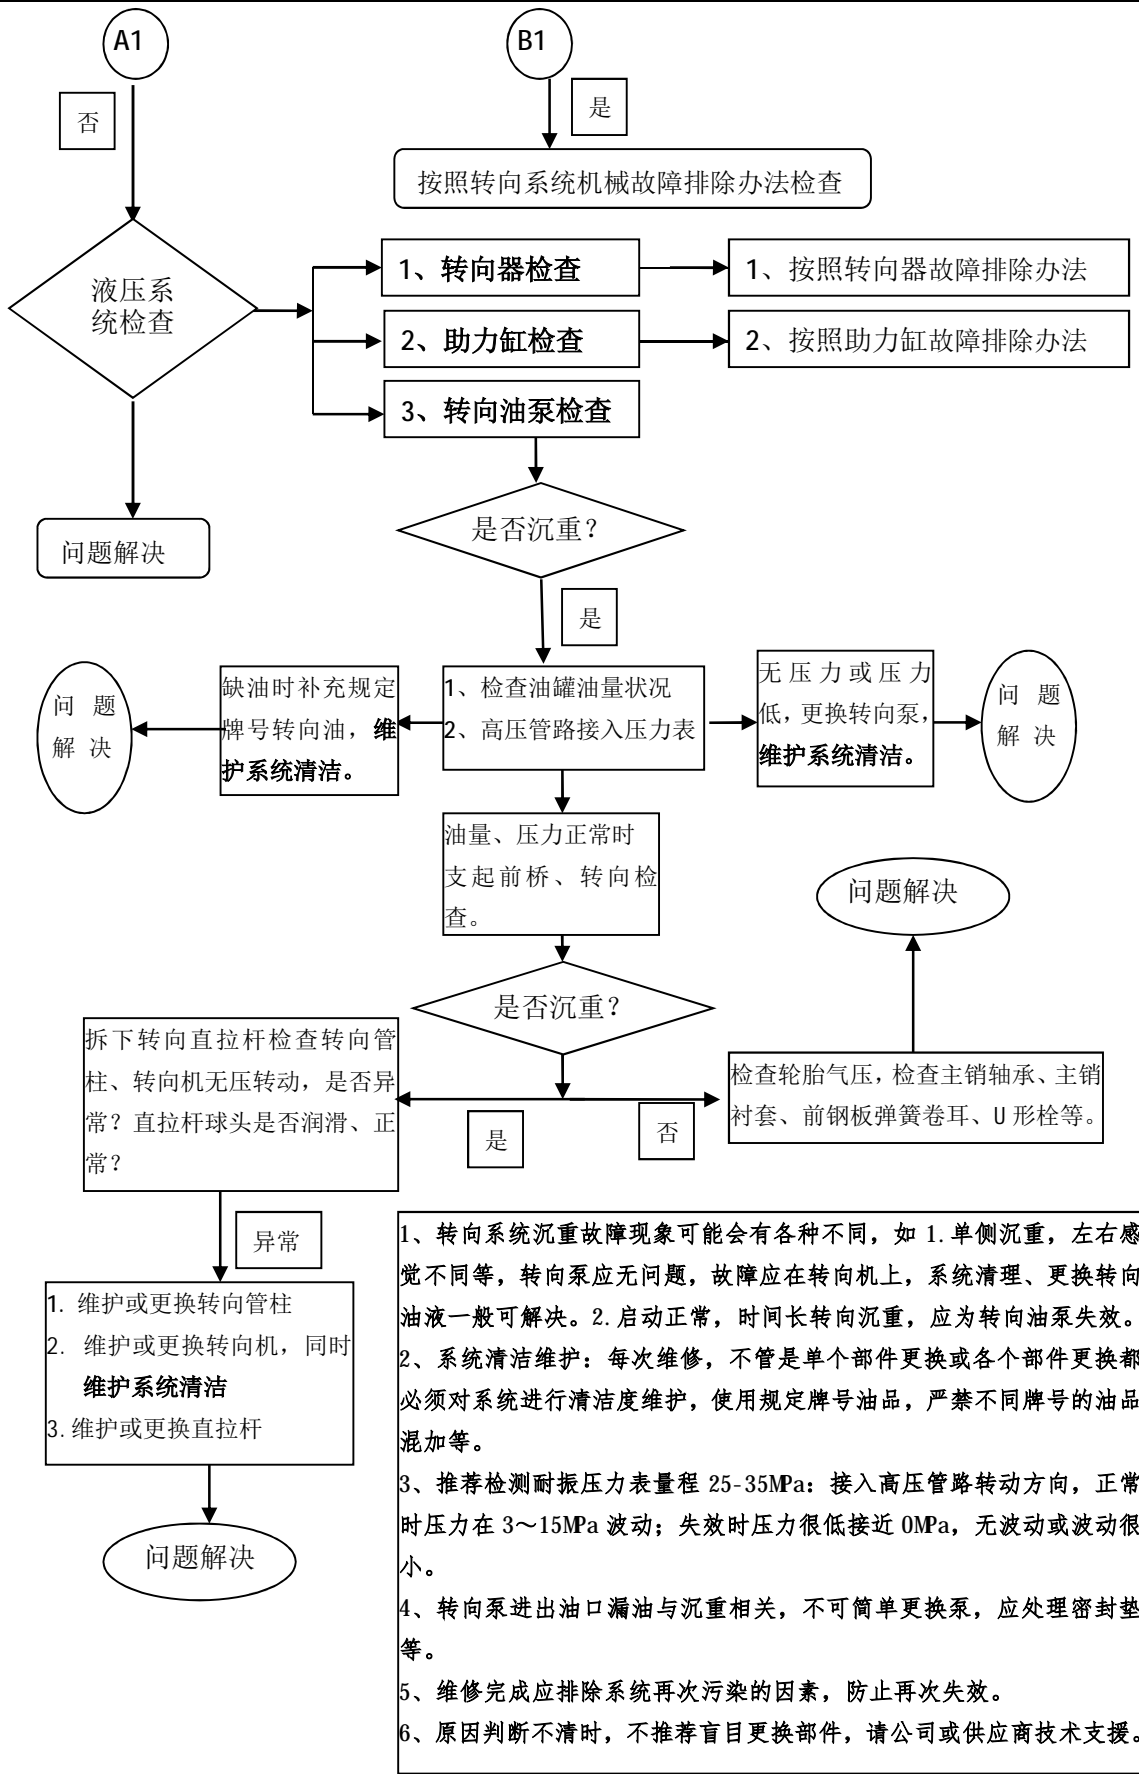 A1
B1
否
是
按照转向系统机械故障排除办法检查
液压系
统检查
1、转向器检查
1、按照转向器故障排除办法
2、助力缸检查
2、按照助力缸故障排除办法
3、转向油泵检查
问题解决
是否沉重？
是
问 题
解 决
缺油时补充规定
牌号转向油，维
护系统清洁。
1、检查油罐油量状况
2、高压管路接入压力表
无压力或压力
低，更换转向泵，
维护系统清洁。
问 题
解 决
油量、压力正常时
支起前桥、转向检
查。
问题解决
是否沉重？
拆下转向直拉杆检查转向管
柱、转向机无压转动，是否异
常？直拉杆球头是否润滑、正
常？
是
否
检查轮胎气压，检查主销轴承、主销
衬套、前钢板弹簧卷耳、U 形栓等。
异常
1. 维护或更换转向管柱
2. 维护或更换转向机，同时
维护系统清洁
3. 维护或更换直拉杆
问题解决
1、转向系统沉重故障现象可能会有各种不同，如 1.单侧沉重，左右感
觉不同等，转向泵应无问题，故障应在转向机上，系统清理、更换转向
油液一般可解决。2.启动正常，时间长转向沉重，应为转向油泵失效。
2、系统清洁维护：每次维修，不管是单个部件更换或各个部件更换都
必须对系统进行清洁度维护，使用规定牌号油品，严禁不同牌号的油品
混加等。
3、推荐检测耐振压力表量程 25-35MPa：接入高压管路转动方向，正常
时压力在 3～15MPa 波动；失效时压力很低接近 0MPa，无波动或波动很
小。
4、转向泵进出油口漏油与沉重相关，不可简单更换泵，应处理密封垫
等。
5、维修完成应排除系统再次污染的因素，防止再次失效。
6、原因判断不清时，不推荐盲目更换部件，请公司或供应商技术支援。